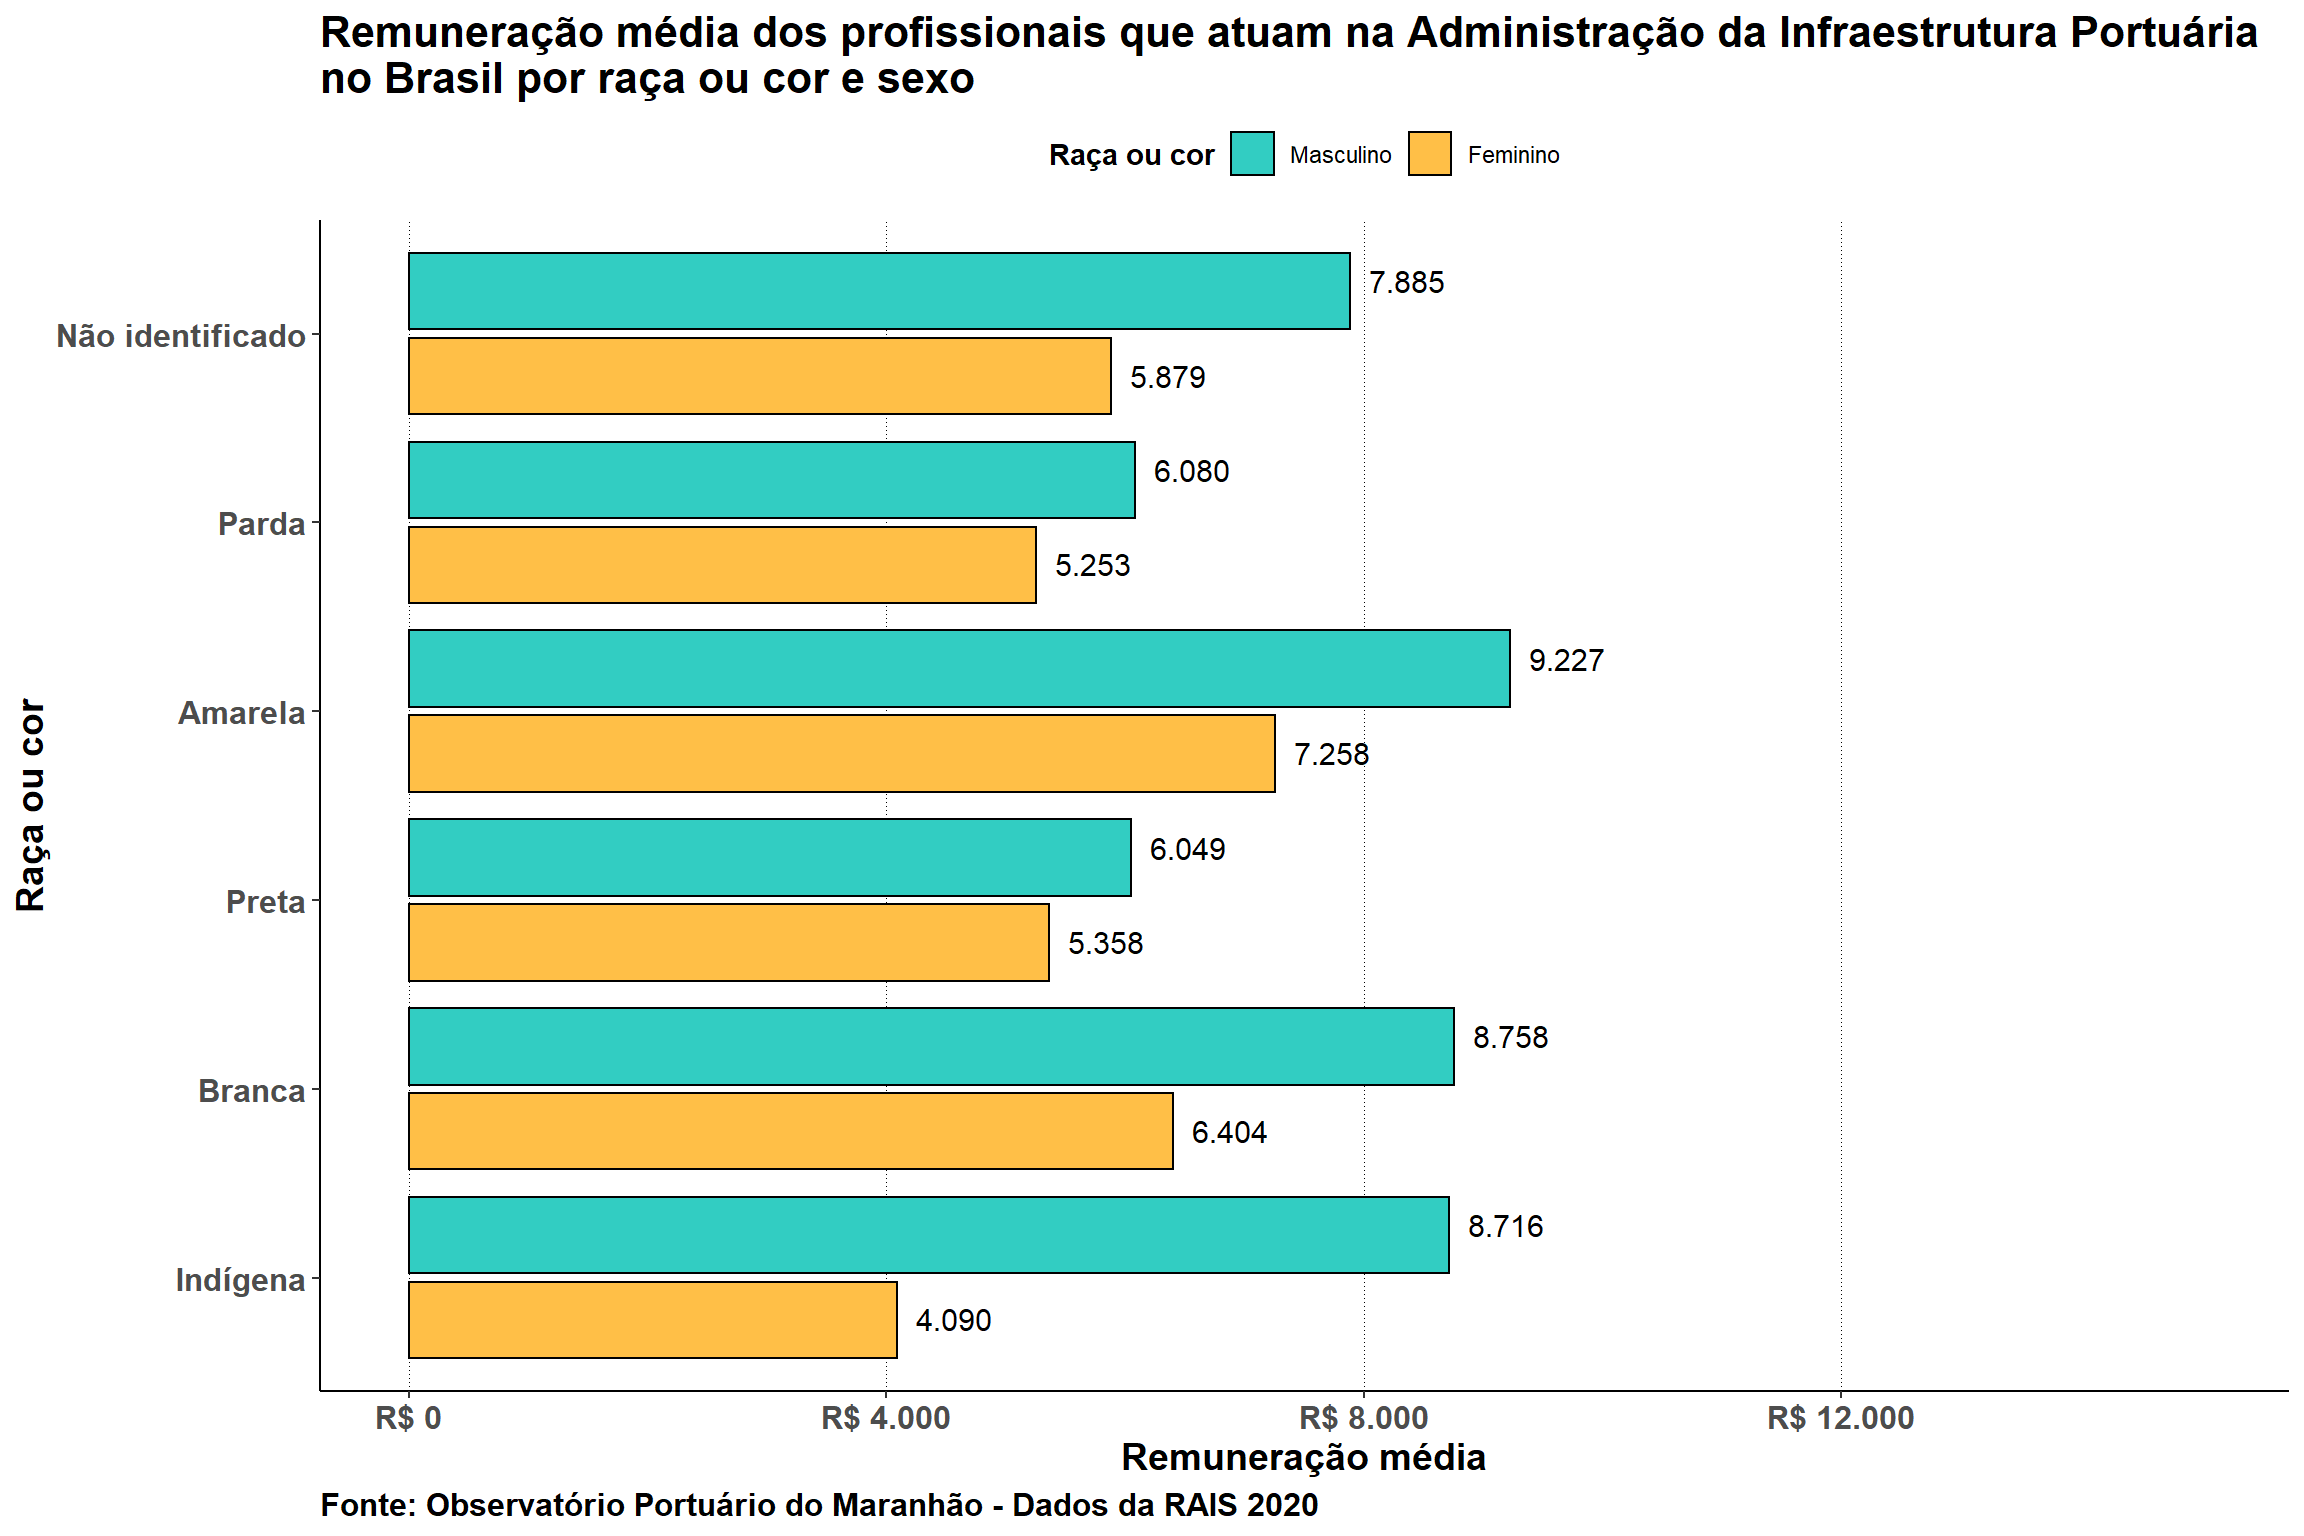 Remuneração média dos profissionais que atuam na Administração da Infraestrutura Portuária
no Brasil por raça ou cor e sexo
Raça ou cor Masculino Feminino
Não identificado
7.885
5.879
Parda
6.080
5.253
Amarela
9.227
7.258
Preta
6.049
5.358
Branca
8.758
6.404
Indígena
8.716
4.090
Raça ou cor
R$ 0 R$ 4.000 R$ 8.000 R$ 12.000
Remuneração média
Fonte: Observatório Portuário do Maranhão - Dados da RAIS 2020